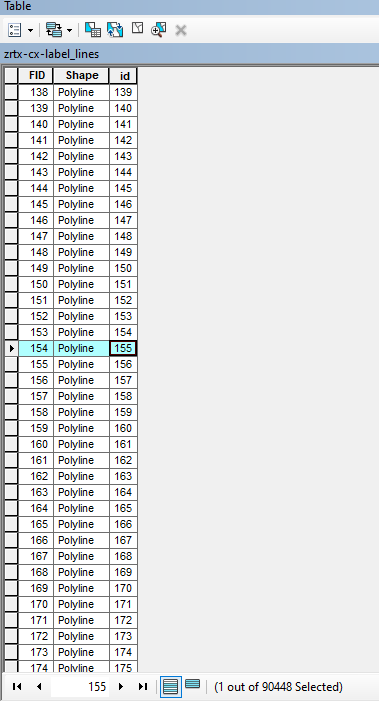 Table
zrtx-cx-label_lines
FID Shape id
138 Polyline 139
139 Polyline 140
140 Polyline 141
141 Polyline 142
142 Polyline 143
143 Polyline 144
144 Polyline 145
145 Polyline 146
146 Polyline 147
147 Polyline 148
148 Polyline 149
149 Polyline 150
150 Polyline 151
151 Polyline 152
152 Polyline 153
153 Polyline 154
154 Polyline 155
155 Polyline 156
156 Polyline 157
157 Polyline 158
158 Polyline 159
159 Polyline 160
160 Polyline 161
161 Polyline 162
162 Polyline 163
163 Polyline 164
164 Polyline 165
165 Polyline 166
166 Polyline 167
167 Polyline 168
168 Polyline 169
169 Polyline 170
170 Polyline 171
171 Polyline 172
172 Polyline 173
173 Polyline 174
174 Polyline 175
155 (1 out of 90448 Selected)